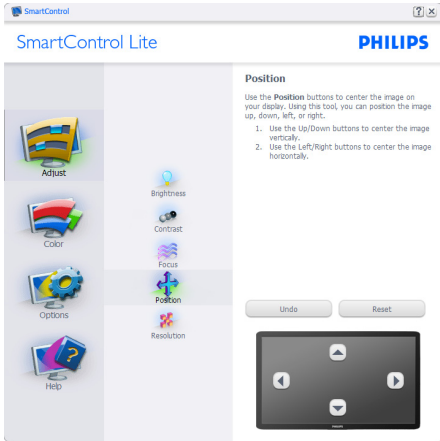 SmartControl
SmartControl Lite
PHILIPS
Adjust
Color
Options
Help
Brightness
Contrast
Focus
Position
Resolution
Position
Use the Position buttons to center the image on
your display. Using this tool, you can position the image
up, down, left, or right.
1. Use the Up/Down buttons to center the image
vertically.
2. Use the Left/Right buttons to center the image
horizontally.
Undo
Reset
PHILIPS